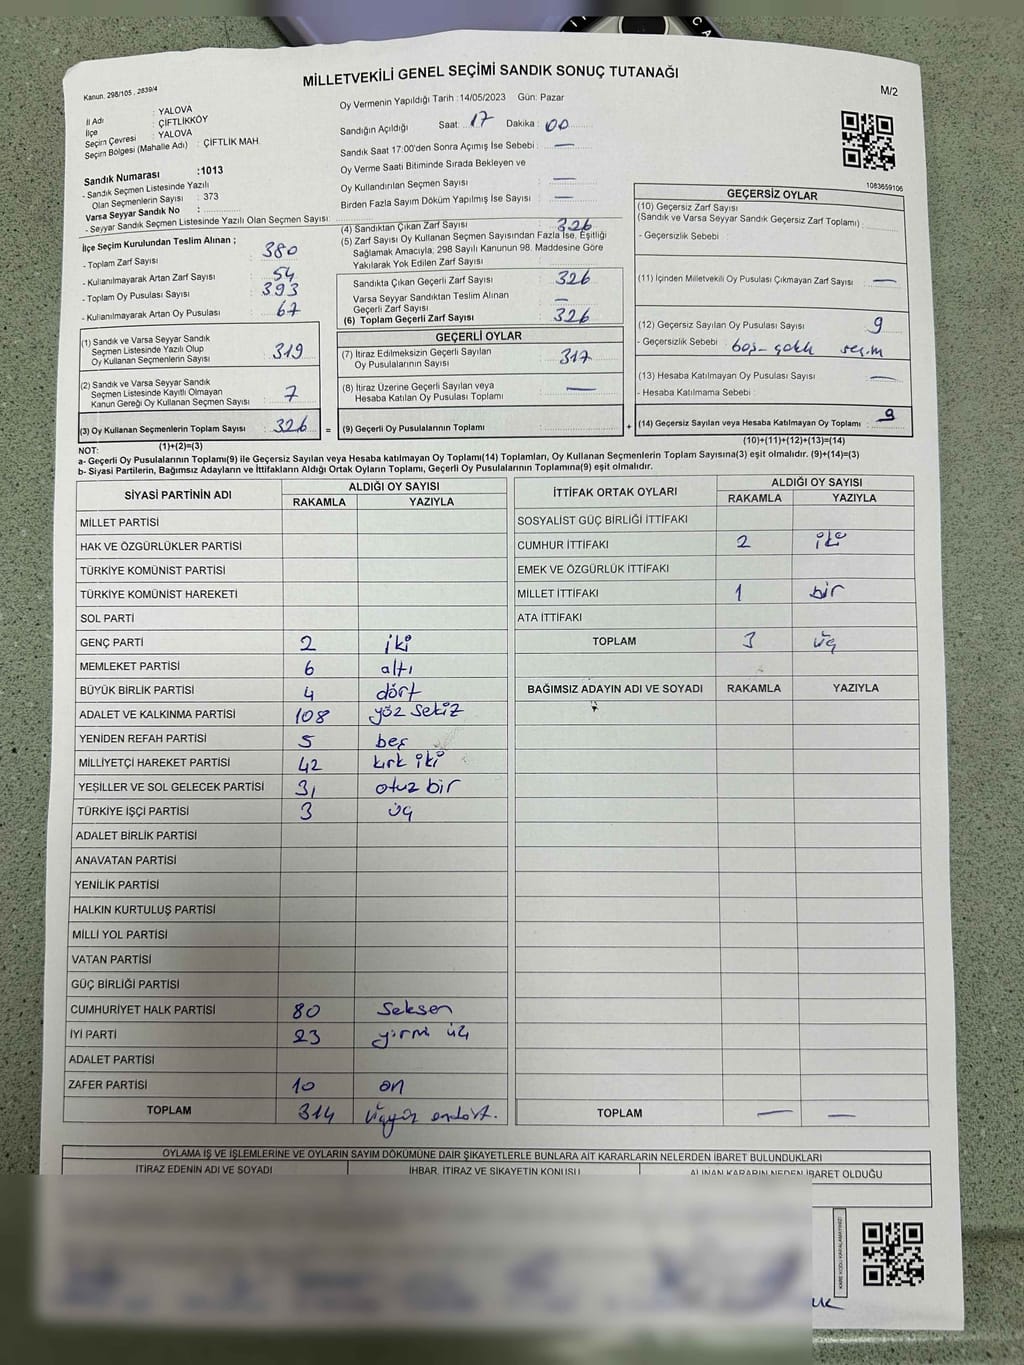 MİLLETVEKİLİ GENEL SEÇİMİ SANDIK SONUÇ TUTANAĞI
Kanun. 298/105 , 2839/4
M/2
İl Adı : YALOVA
İlçe : ÇİFTLİKKÖY
Seçim Çevresi : YALOVA
Seçim Bölgesi (Mahalle Adı) : ÇİFTLİK MAH.
Sandık Numarası :1013
- Sandık Seçmen Listesinde Yazılı
Olan Seçmenlerin Sayısı : 373
Varsa Seyyar Sandık No :
- Seyyar Sandık Seçmen Listesinde Yazılı Olan Seçmen Sayısı:
Oy Vermenin Yapıldığı Tarih :14/05/2023 Gün: Pazar
Sandığın Açıldığı Saat: 17 Dakika : 00
Sandık Saat 17:00'den Sonra Açımış İse Sebebi : —
Oy Verme Saati Bitiminde Sırada Bekleyen ve
Oy Kullandırılan Seçmen Sayısı : —
Birden Fazla Sayım Döküm Yapılmış İse Sayısı : —
İlçe Seçim Kurulundan Teslim Alınan ;
- Toplam Zarf Sayısı : 380
- Kullanılmayarak Artan Zarf Sayısı : 54
- Toplam Oy Pusulası Sayısı : 393
- Kullanılmayarak Artan Oy Pusulası : 67
(4) Sandıktan Çıkan Zarf Sayısı : 326
(5) Zarf Sayısı Oy Kullanan Seçmen Sayısından Fazla İse, Eşitliği
Sağlamak Amacıyla, 298 Sayılı Kanunun 98. Maddesine Göre
Yakılarak Yok Edilen Zarf Sayısı :
Sandıkta Çıkan Geçerli Zarf Sayısı : 326
Varsa Seyyar Sandıktan Teslim Alınan
Geçerli Zarf Sayısı : —
(6) Toplam Geçerli Zarf Sayısı : 326
1083659106
GEÇERSİZ OYLAR
(10) Geçersiz Zarf Sayısı
(Sandık ve Varsa Seyyar Sandık Geçersiz Zarf Toplamı) :
- Geçersizlik Sebebi :
(11) İçinden Milletvekili Oy Pusulası Çıkmayan Zarf Sayısı : —
(12) Geçersiz Sayılan Oy Pusulası Sayısı : 9
- Geçersizlik Sebebi : boş - çoklu seçim
(13) Hesaba Katılmayan Oy Pusulası Sayısı : —
- Hesaba Katılmama Sebebi :
(14) Geçersiz Sayılan veya Hesaba Katılmayan Oy Toplamı : 9
(10)+(11)+(12)+(13)=(14)
(1) Sandık ve Varsa Seyyar Sandık
Seçmen Listesinde Yazılı Olup
Oy Kullanan Seçmenlerin Sayısı : 319
(2) Sandık ve Varsa Seyyar Sandık
Seçmen Listesinde Kayıtlı Olmayan
Kanun Gereği Oy Kullanan Seçmen Sayısı : 7
(3) Oy Kullanan Seçmenlerin Toplam Sayısı : 326
(1)+(2)=(3)
GEÇERLİ OYLAR
(7) İtiraz Edilmeksizin Geçerli Sayılan
Oy Pusulalarının Sayısı : 317
(8) İtiraz Üzerine Geçerli Sayılan veya
Hesaba Katılan Oy Pusulası Toplamı : —
= (9) Geçerli Oy Pusulalarının Toplamı : +
NOT:
a- Geçerli Oy Pusulalarının Toplamı(9) ile Geçersiz Sayılan veya Hesaba katılmayan Oy Toplamı(14) Toplamları, Oy Kullanan Seçmenlerin Toplam Sayısına(3) eşit olmalıdır. (9)+(14)=(3)
b- Siyasi Partilerin, Bağımsız Adayların ve İttifakların Aldığı Ortak Oyların Toplamı, Geçerli Oy Pusulalarının Toplamına(9) eşit olmalıdır.
SİYASİ PARTİNİN ADI ALDIĞI OY SAYISI
RAKAMLA YAZIYLA
MİLLET PARTİSİ
HAK VE ÖZGÜRLÜKLER PARTİSİ
TÜRKİYE KOMÜNİST PARTİSİ
TÜRKİYE KOMÜNİST HAREKETİ
SOL PARTİ
GENÇ PARTİ 2 iki
MEMLEKET PARTİSİ 6 altı
BÜYÜK BİRLİK PARTİSİ 4 dört
ADALET VE KALKINMA PARTİSİ 108 yöz sekiz
YENİDEN REFAH PARTİSİ 5 beş
MİLLİYETÇİ HAREKET PARTİSİ 42 kırk iki
YEŞİLLER VE SOL GELECEK PARTİSİ 31 otuz bir
TÜRKİYE İŞÇİ PARTİSİ 3 üç
ADALET BİRLİK PARTİSİ
ANAVATAN PARTİSİ
YENİLİK PARTİSİ
HALKIN KURTULUŞ PARTİSİ
MİLLİ YOL PARTİSİ
VATAN PARTİSİ
GÜÇ BİRLİĞİ PARTİSİ
CUMHURİYET HALK PARTİSİ 80 Seksen
İYİ PARTİ 23 yirmi üç
ADALET PARTİSİ
ZAFER PARTİSİ 10 on
TOPLAM 314 üçyüz ondört.
İTTİFAK ORTAK OYLARI ALDIĞI OY SAYISI
RAKAMLA YAZIYLA
SOSYALİST GÜÇ BİRLİĞİ İTTİFAKI
CUMHUR İTTİFAKI 2 iki
EMEK VE ÖZGÜRLÜK İTTİFAKI
MİLLET İTTİFAKI 1 bir
ATA İTTİFAKI
TOPLAM 3 üç
BAĞIMSIZ ADAYIN ADI VE SOYADI RAKAMLA YAZIYLA
TOPLAM — —
OYLAMA İŞ VE İŞLEMLERİNE VE OYLARIN SAYIM DÖKÜMÜNE DAİR ŞİKAYETLERLE BUNLARA AİT KARARLARIN NELERDEN İBARET BULUNDUKLARI
İTİRAZ EDENİN ADI VE SOYADI İHBAR, İTİRAZ VE ŞİKAYETİN KONUSU ALINAN KARARIN NEDEN İBARET OLDUĞU